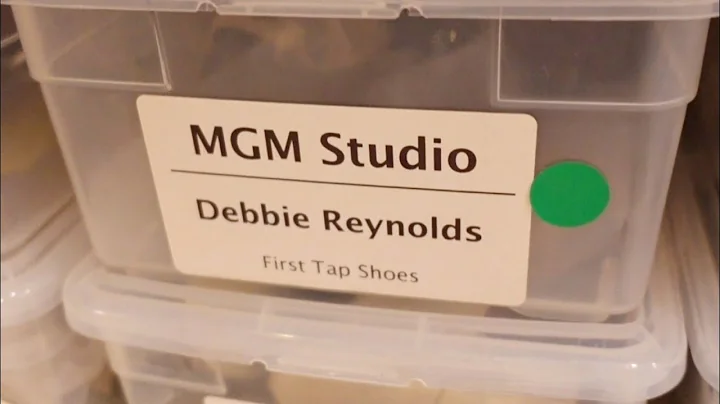 MGM Studio
Debbie Reynolds
First Tap Shoes